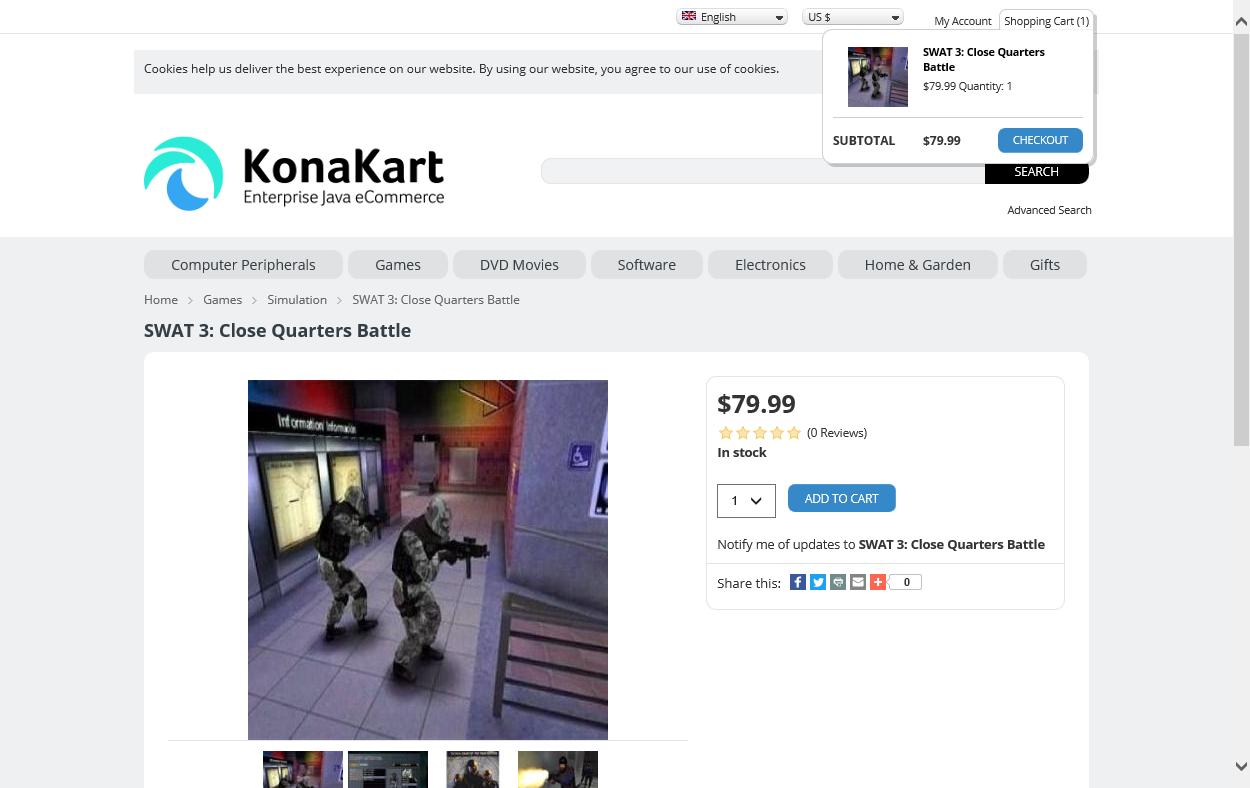 English
US $
My Account
Shopping Cart (1)
SWAT 3: Close Quarters
Battle
$79.99 Quantity: 1
SUBTOTAL
$79.99
CHECKOUT
Cookies help us deliver the best experience on our website. By using our website, you agree to our use of cookies.
KonaKart
Enterprise Java eCommerce
SEARCH
Advanced Search
Computer Peripherals
Games
DVD Movies
Software
Electronics
Home & Garden
Gifts
Home
Games
Simulation
SWAT 3: Close Quarters Battle
SWAT 3: Close Quarters Battle
Information Informacion
$79.99
(0 Reviews)
In stock
1
ADD TO CART
Notify me of updates to SWAT 3: Close Quarters Battle
Share this:
0